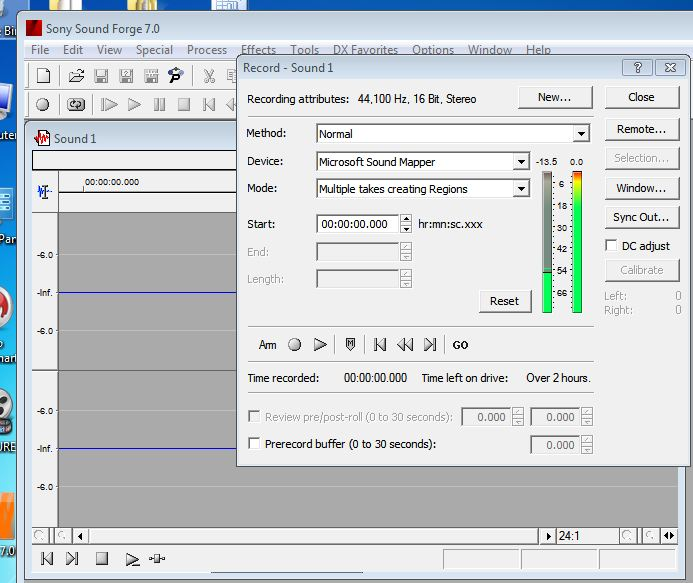 Sony Sound Forge 7.0
File Edit View Special Process Effects Tools DX Favorites Options Window Help
Record - Sound 1
Recording attributes: 44,100 Hz, 16 Bit, Stereo New... Close
Method: Normal Remote...
Device: Microsoft Sound Mapper -13.5 0.0 Selection...
Mode: Multiple takes creating Regions Window...
Start: 00:00:00.000 hr:mn:sc.xxx Sync Out...
End: DC adjust
Length: Calibrate
Left: 0
Right: 0
6
18
30
42
54
66
Reset
Arm M GO
Time recorded: 00:00:00.000 Time left on drive: Over 2 hours.
Review pre/post-roll (0 to 30 seconds): 0.000 0.000
Prerecord buffer (0 to 30 seconds): 0.000
Sound 1
00:00:00.000
-6.0
-Inf.
-6.0
-6.0
-Inf.
-6.0
24:1
7.0